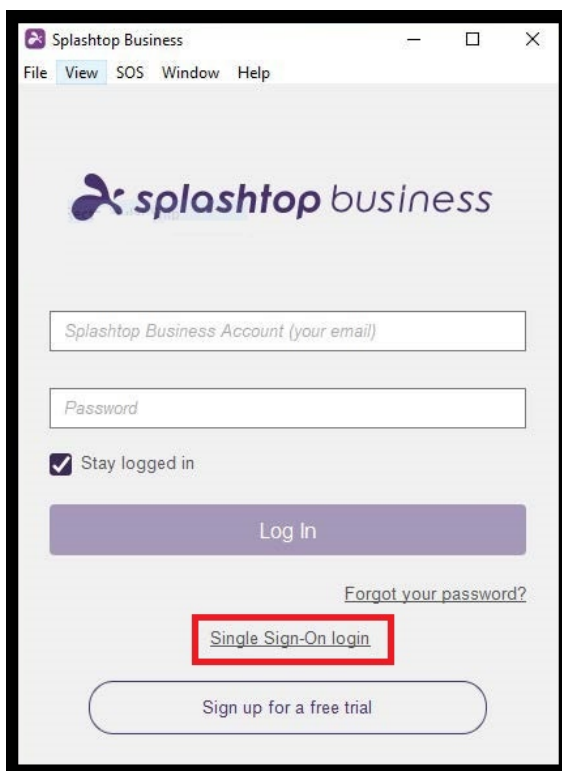 Splashtop Business
File View SOS Window Help
splashtop business
Splashtop Business Account (your email)
Password
Stay logged in
Log In
Forgot your password?
Single Sign-On login
Sign up for a free trial